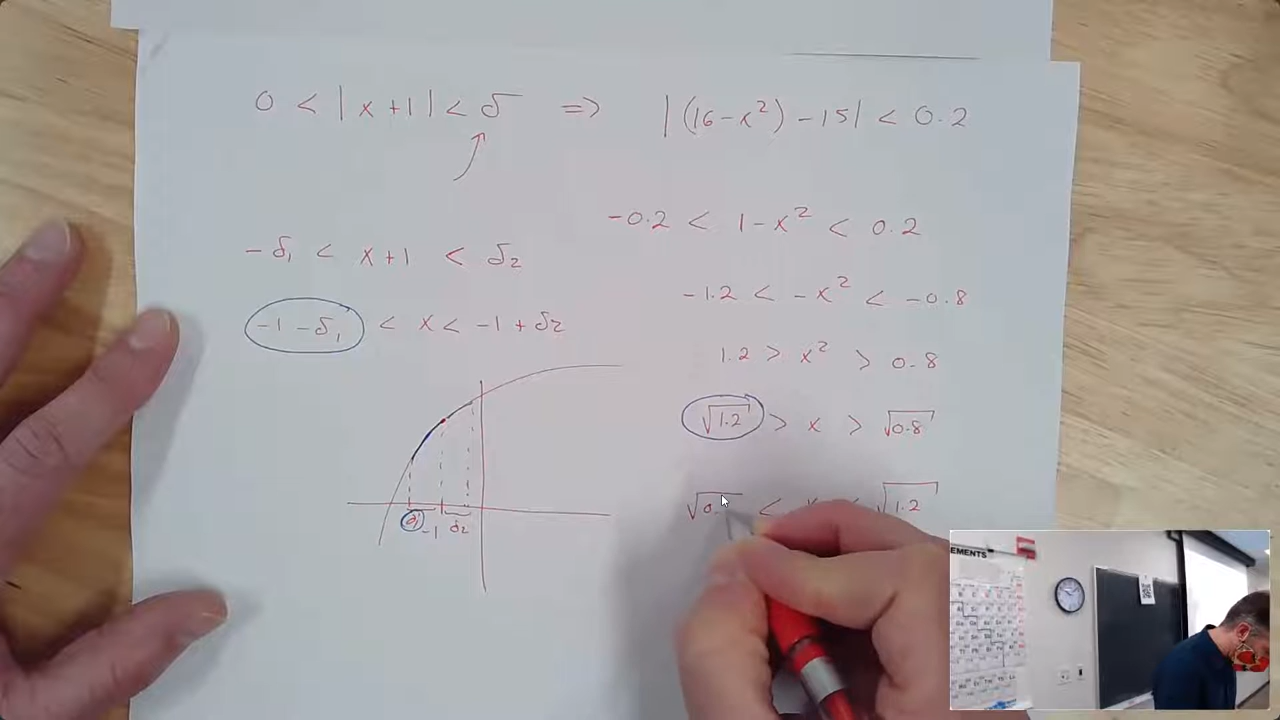 0 < |x+1| < δ => |(16-x²)-15| < 0.2
-0.2 < 1-x² < 0.2
-δ₁ < x+1 < δ₂
-1.2 < -x² < -0.8
-1-δ₁ < x < -1+δ₂
1.2 > x² > 0.8
√1.2 > x > √0.8
√0. < < √1.2
δ₁ -1 δ₂
EMENTS